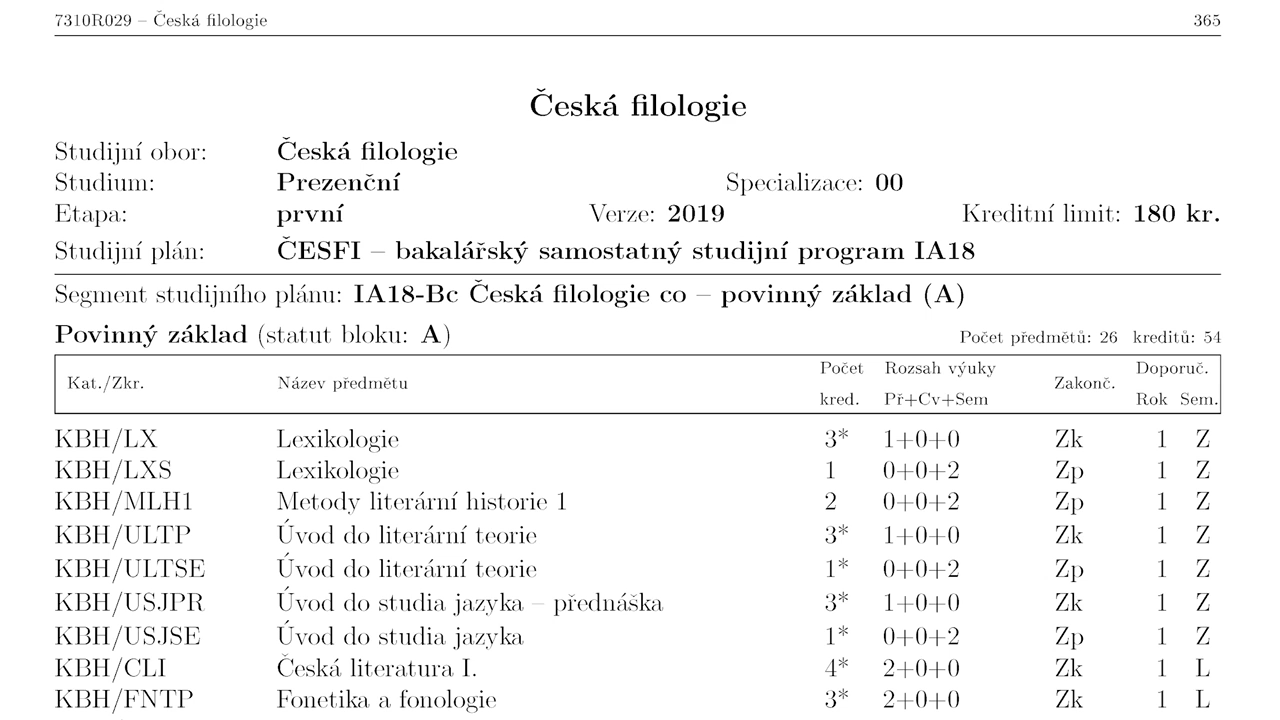 7310R029 – Česká filologie 365
Česká filologie
Studijní obor: Česká filologie
Studium: Prezenční Specializace: 00
Etapa: první Verze: 2019 Kreditní limit: 180 kr.
Studijní plán: ČESFI – bakalářský samostatný studijní program IA18
Segment studijního plánu: IA18-Bc Česká filologie co – povinný základ (A)
Povinný základ (statut bloku: A) Počet předmětů: 26 kreditů: 54
Kat./Zkr. Název předmětu Počet kred. Rozsah výuky Př+Cv+Sem Zakonč. Doporuč. Rok Sem.
KBH/LX Lexikologie 3* 1+0+0 Zk 1 Z
KBH/LXS Lexikologie 1 0+0+2 Zp 1 Z
KBH/MLH1 Metody literární historie 1 2 0+0+2 Zp 1 Z
KBH/ULTP Úvod do literární teorie 3* 1+0+0 Zk 1 Z
KBH/ULTSE Úvod do literární teorie 1* 0+0+2 Zp 1 Z
KBH/USJPR Úvod do studia jazyka – přednáška 3* 1+0+0 Zk 1 Z
KBH/USJSE Úvod do studia jazyka 1* 0+0+2 Zp 1 Z
KBH/CLI Česká literatura I. 4* 2+0+0 Zk 1 L
KBH/FNTP Fonetika a fonologie 3* 2+0+0 Zk 1 L